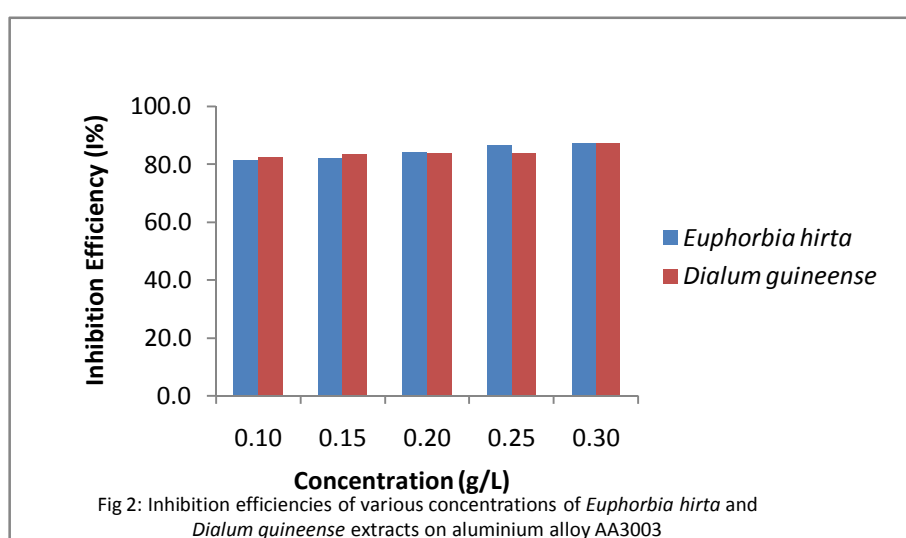 100.0
80.0
60.0
40.0
20.0
0.0
Inhibition Efficiency (I%)
0.10 0.15 0.20 0.25 0.30
Concentration (g/L)
Euphorbia hirta
Dialum guineense
Fig 2: Inhibition efficiencies of various concentrations of Euphorbia hirta and
Dialum guineense extracts on aluminium alloy AA3003